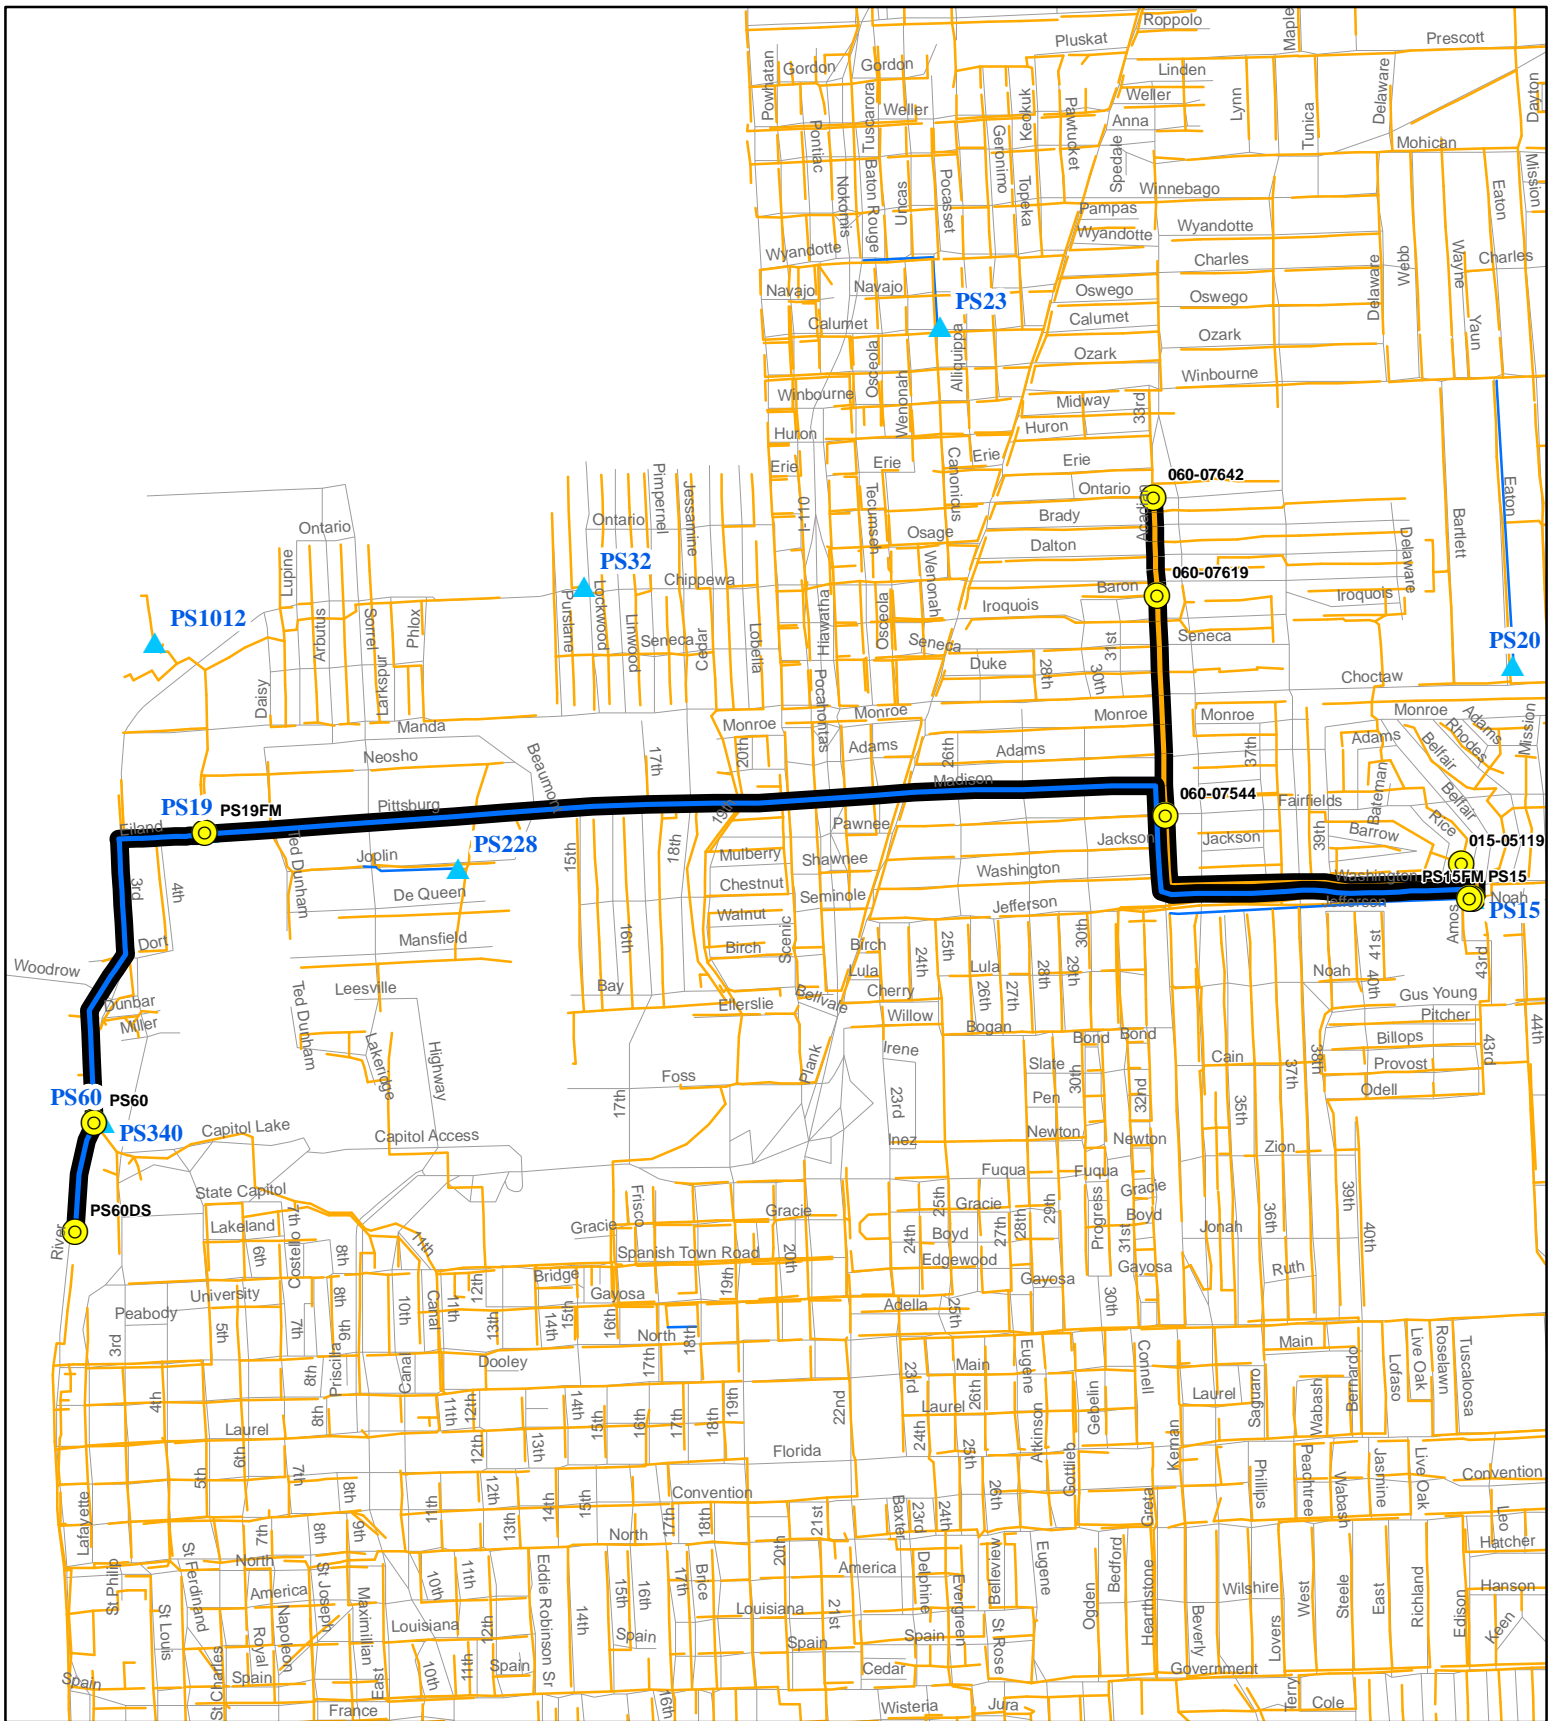 Roppolo
Maple
Pluskat
Prescott
Powhatan
Gordon
Gordon
Linden
Delaware
Dayton
Tuscarora
Weller
Keokuk
Pawtucket
Weller
Lynn
Tunica
Anna
Pontiac
Geronimo
Mohican
Spedale
Mission
Nokomis
Baton Rouge
Uncas
Pocasset
Topeka
Winnebago
Eaton
Pampas
Wyandotte
Wyandotte
Wyandotte
Webb
Wayne
Charles
Charles
Navajo
Navajo
PS23
Oswego
Oswego
Delaware
Calumet
Calumet
Ozark
Yaun
Osceola
Wenonah
Ozark
Winbourne
Winbourne
Midway
33rd
Huron
Huron
Erie
Erie
Canonicus
Erie
Erie
060-07642
Pimpernel
Jessamine
Tecumseh
Ontario
Eaton
I-110
Ontario
Ontario
Brady
Acadian
Osage
Bartlett
Delaware
Dalton
Lupine
PS32
Chippewa
Wenonah
Baron
060-07619
Lockwood
Iroquois
Iroquois
PS1012
Arbutus
Sorrel
Phlox
Purslane
Linwood
Seneca
Cedar
Lobelia
Hiawatha
Osceola
Seneca
31st
Seneca
PS20
Duke
28th
30th
Choctaw
Daisy
Larkspur
Pocahontas
Manda
Monroe
Monroe
Monroe
Monroe
Monroe
Adams
Mission
Neosho
Beaumont
17th
20th
Adams
26th
Adams
37th
Adams
Belfair
Rhodes
Madison
PS19
PS19FM
Pittsburg
19th
060-07544
Fairfields
Bateman
Belfair
Eiland
Pawnee
Jackson
Jackson
39th
Barrow
Rice
Ted Dunham
Joplin
PS228
15th
18th
Mulberry
Shawnee
015-05119
3rd
4th
De Queen
Chestnut
Seminole
Washington
Washington
PS15FM
PS15
Walnut
Jefferson
Jefferson
Noah
PS15
Dort
Mansfield
16th
Birch
Scenic
Birch
25th
30th
41st
Amos
Woodrow
Lula
24th
Lula
28th
29th
Noah
43rd
Leesville
Bay
Cherry
26th
27th
40th
Gus Young
Dunbar
Ellerslie
Bellvale
Willow
Bogan
Pitcher
Miller
Ted Dunham
Bond
Bond
Billops
44th
Lakeridge
Highway
Plank
Irene
Slate
Cain
37th
38th
Provost
43rd
Foss
30th
Odell
PS60
PS60
17th
23rd
Pen
32nd
35th
PS340
Capitol Lake
Capitol Access
Inez
Newton
Newton
Zion
State Capitol
Fuqua
Fuqua
PS60DS
Frisco
25th
Gracie
29th
Progress
Gracie
36th
39th
River
Lakeland
7th
Gracie
Gracie
24th
Boyd
27th
28th
Boyd
Jonah
40th
6th
Costello
8th
11th
Spanish Town Road
20th
Edgewood
31st
Bridge
Gayosa
Gayosa
Gayosa
Ruth
Peabody
University
12th
19th
Adella
25th
30th
3rd
5th
7th
8th
9th
10th
Canal
11th
13th
14th
15th
16th
North
18th
Main
Live Oak
Roselawn
Tuscaloosa
Priscilla
Canal
Dooley
17th
23rd
Main
Eugene
Connell
4th
8th
11th
12th
14th
19th
22nd
26th
Laurel
Saguaro
Wabash
Bernardo
Lofaso
Laurel
8th
15th
16th
17th
18th
Laurel
Atkinson
Gebelin
6th
12th
13th
Florida
24th
25th
Gottlieb
Kernan
5th
7th
8th
12th
Convention
26th
Phillips
Peachtree
Wabash
Jasmine
Live Oak
Convention
Lafayette
7th
8th
9th
11th
13th
14th
15th
North
17th
18th
21st
Baxter
23rd
24th
Greta
Leo
Hatcher
St Philip
St Ferdinand
North
St Joseph
10th
11th
Eddie Robinson Sr
20th
America
Delphine
Bellview
Eugene
Bedford
Hearthstone
America
Maximillian
15th
16th
17th
Brice
Evergreen
Ogden
Wilshire
West
Steele
East
Richland
Edison
Hanson
St Louis
Royal
Napoleon
Louisiana
12th
14th
Louisiana
21st
St Rose
Beverly
Lovers
Keen
Spain
Spain
Spain
Spain
Spain
Spain
St Charles
East
10th
11th
Cedar
Government
France
16th
Wisteria
Jura
Terry
Cole